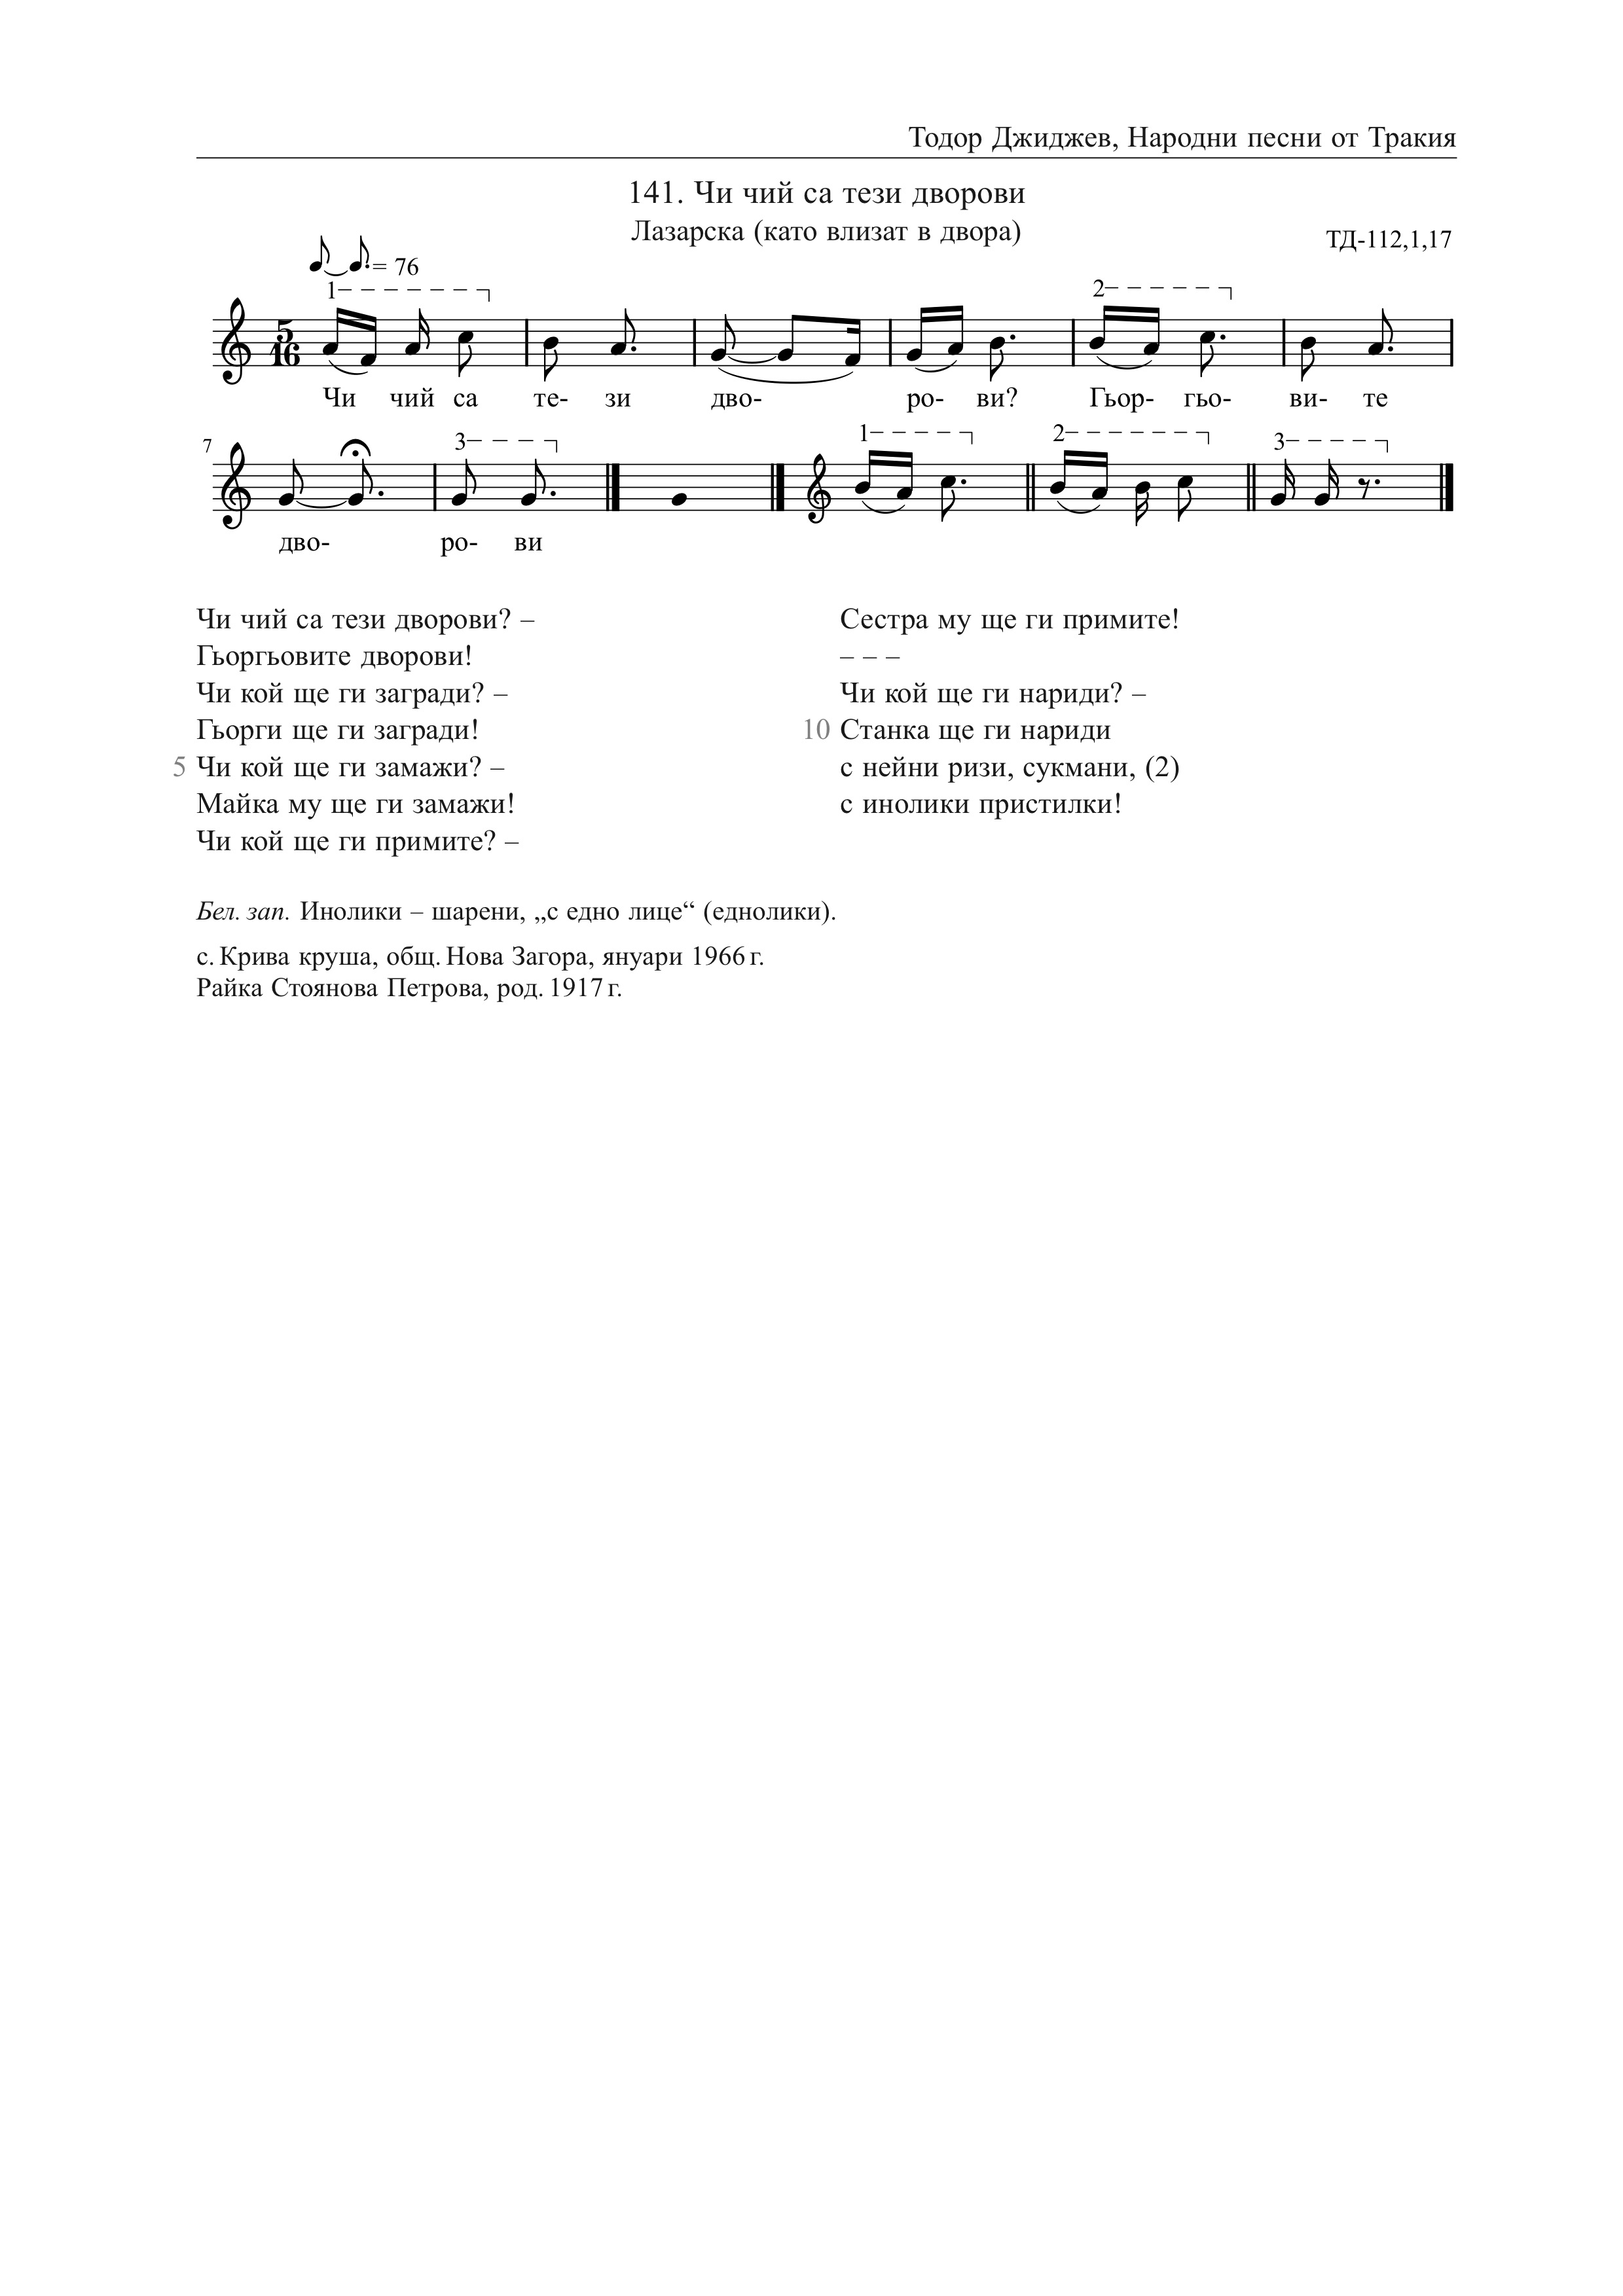 Тодор Джиджев, Народни песни от Тракия
141. Чи чий са тези дворови
Лазарска (като влизат в двора)
ТД-112,1,17
= 76
1
2
5
16
Чи чий са те- зи дво- ро- ви? Гьор- гьо- ви- те
7
3
1
2
3
дво- ро- ви
Чи чий са тези дворови? –
Гьоргьовите дворови!
Чи кой ще ги загради? –
Гьорги ще ги загради!
5 Чи кой ще ги замажи? –
Майка му ще ги замажи!
Чи кой ще ги примите? –
Сестра му ще ги примите!
– – –
Чи кой ще ги нариди? –
10 Станка ще ги нариди
с нейни ризи, сукмани, (2)
с инолики пристилки!
Бел. зап. Инолики – шарени, „с едно лице“ (еднолики).
с. Крива круша, общ. Нова Загора, януари 1966 г.
Райка Стоянова Петрова, род. 1917 г.